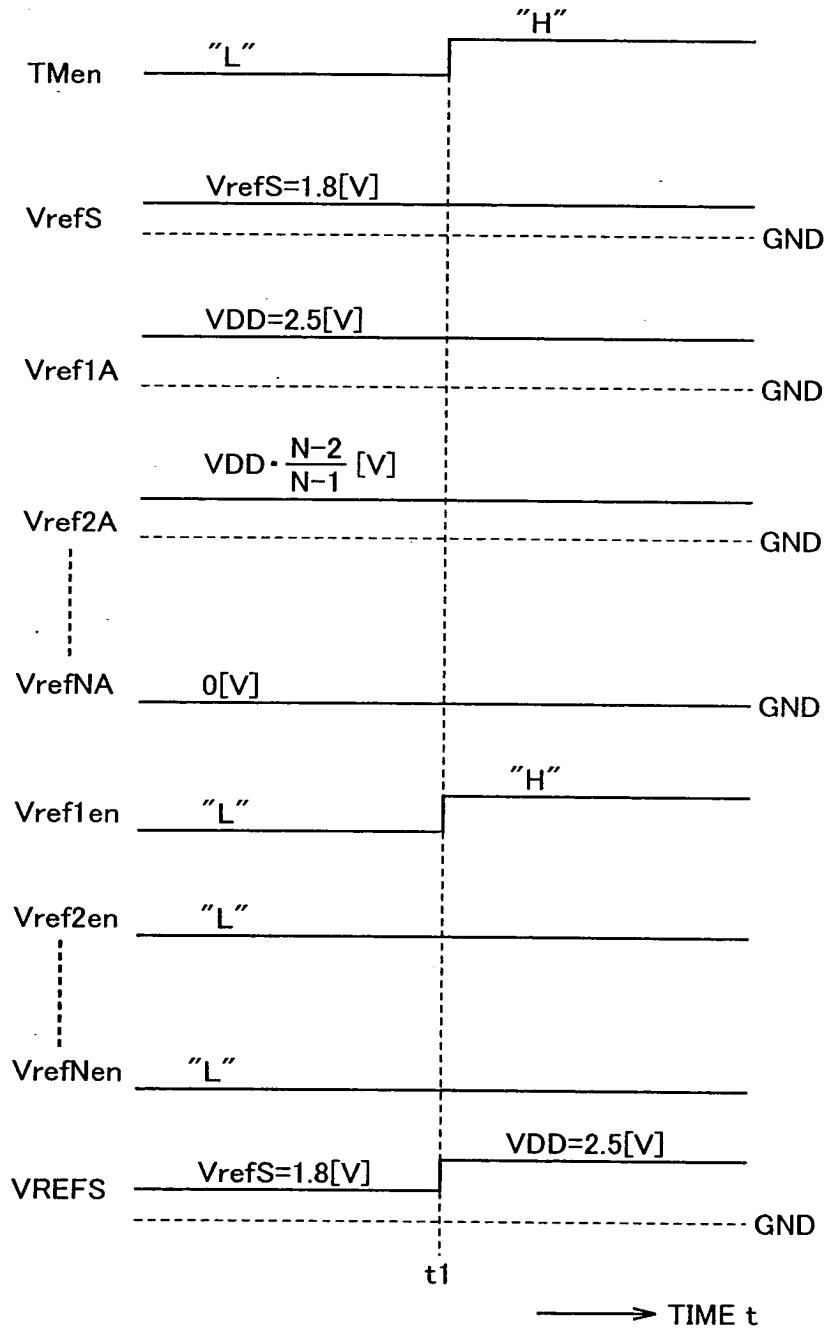 TMen "L" "H"
VrefS VrefS=1.8[V] GND
Vref1A VDD=2.5[V] GND
Vref2A VDD・N-2/N-1 [V] GND
VrefNA 0[V] GND
Vref1en "L" "H"
Vref2en "L"
VrefNen "L"
VREFS VrefS=1.8[V] VDD=2.5[V] GND
t1
TIME t